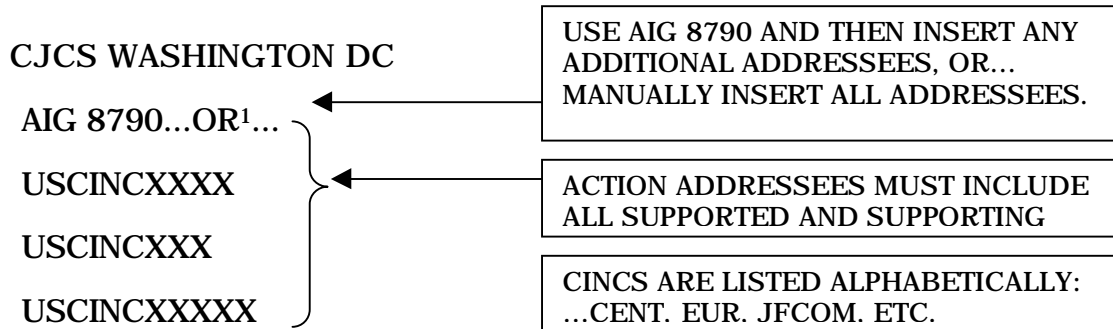 CJCS WASHINGTON DC
AIG 8790...OR¹...
USCINCXXXX
USCINCXXX
USCINCXXXXX
USE AIG 8790 AND THEN INSERT ANY
ADDITIONAL ADDRESSEES, OR...
MANUALLY INSERT ALL ADDRESSEES.
ACTION ADDRESSEES MUST INCLUDE
ALL SUPPORTED AND SUPPORTING
CINCS ARE LISTED ALPHABETICALLY:
...CENT, EUR, JFCOM, ETC.